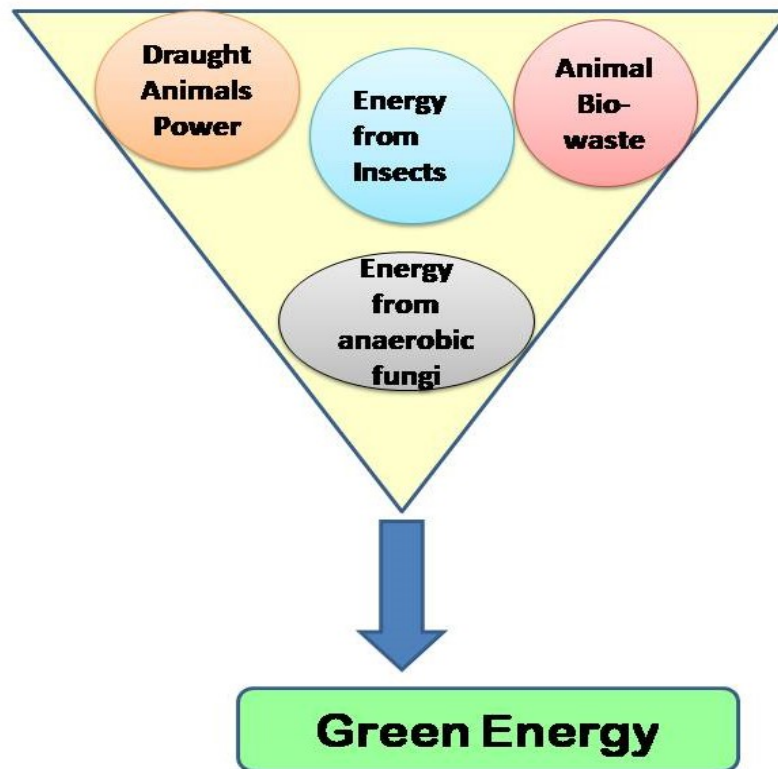 Draught
Animals
Power
Energy
from
Insects
Animal
Bio-
waste
Energy
from
anaerobic
fungi
Green Energy